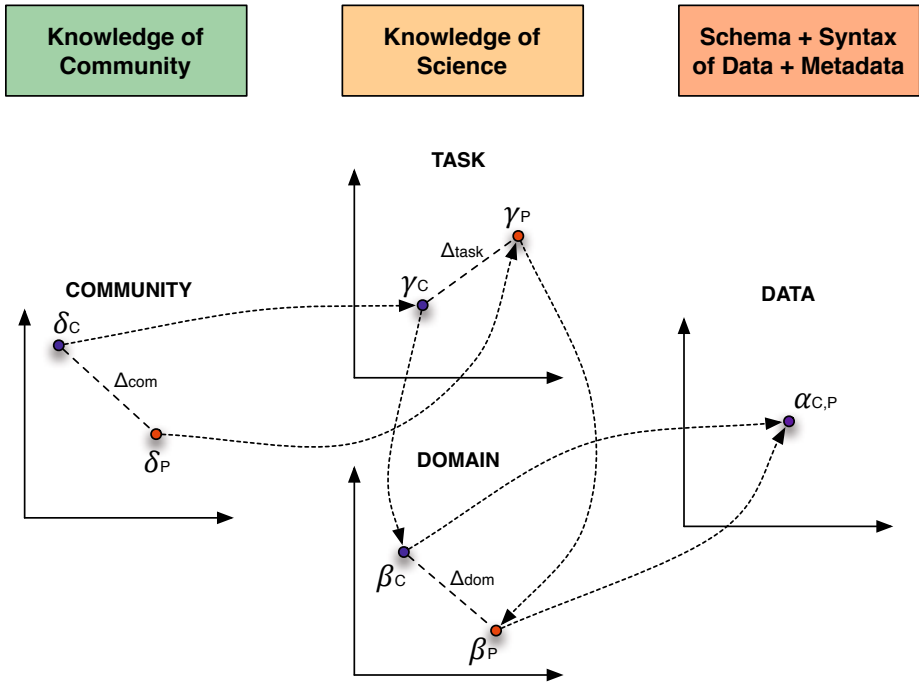 Knowledge of
Community
Knowledge of
Science
Schema + Syntax
of Data + Metadata
TASK
γP
Δtask
γC
COMMUNITY
δC
Δcom
δP
DATA
αC,P
DOMAIN
βC
Δdom
βP